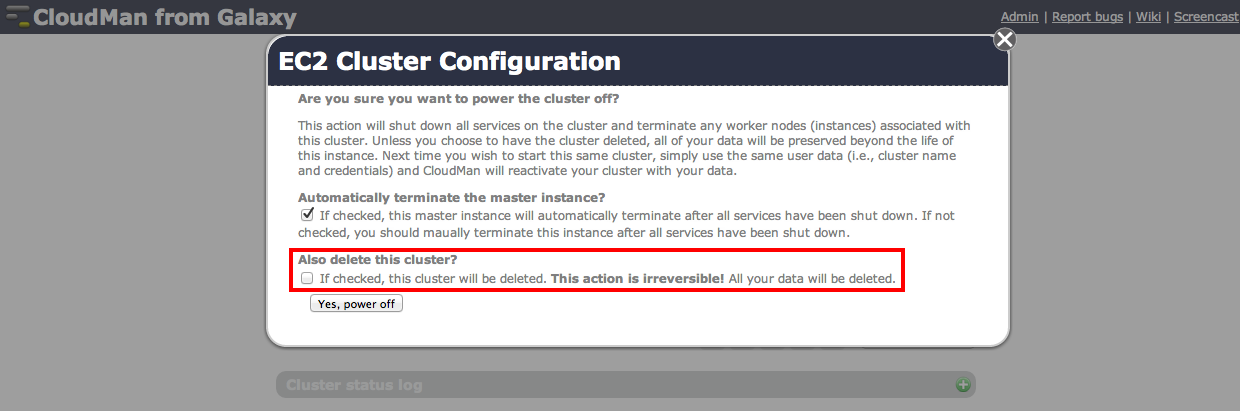 CloudMan from Galaxy
Admin | Report bugs | Wiki | Screencast
EC2 Cluster Configuration
Are you sure you want to power the cluster off?
This action will shut down all services on the cluster and terminate any worker nodes (instances) associated with
this cluster. Unless you choose to have the cluster deleted, all of your data will be preserved beyond the life of
this instance. Next time you wish to start this same cluster, simply use the same user data (i.e., cluster name
and credentials) and CloudMan will reactivate your cluster with your data.
Automatically terminate the master instance?
If checked, this master instance will automatically terminate after all services have been shut down. If not
checked, you should maually terminate this instance after all services have been shut down.
Also delete this cluster?
If checked, this cluster will be deleted. This action is irreversible! All your data will be deleted.
Yes, power off
Cluster status log